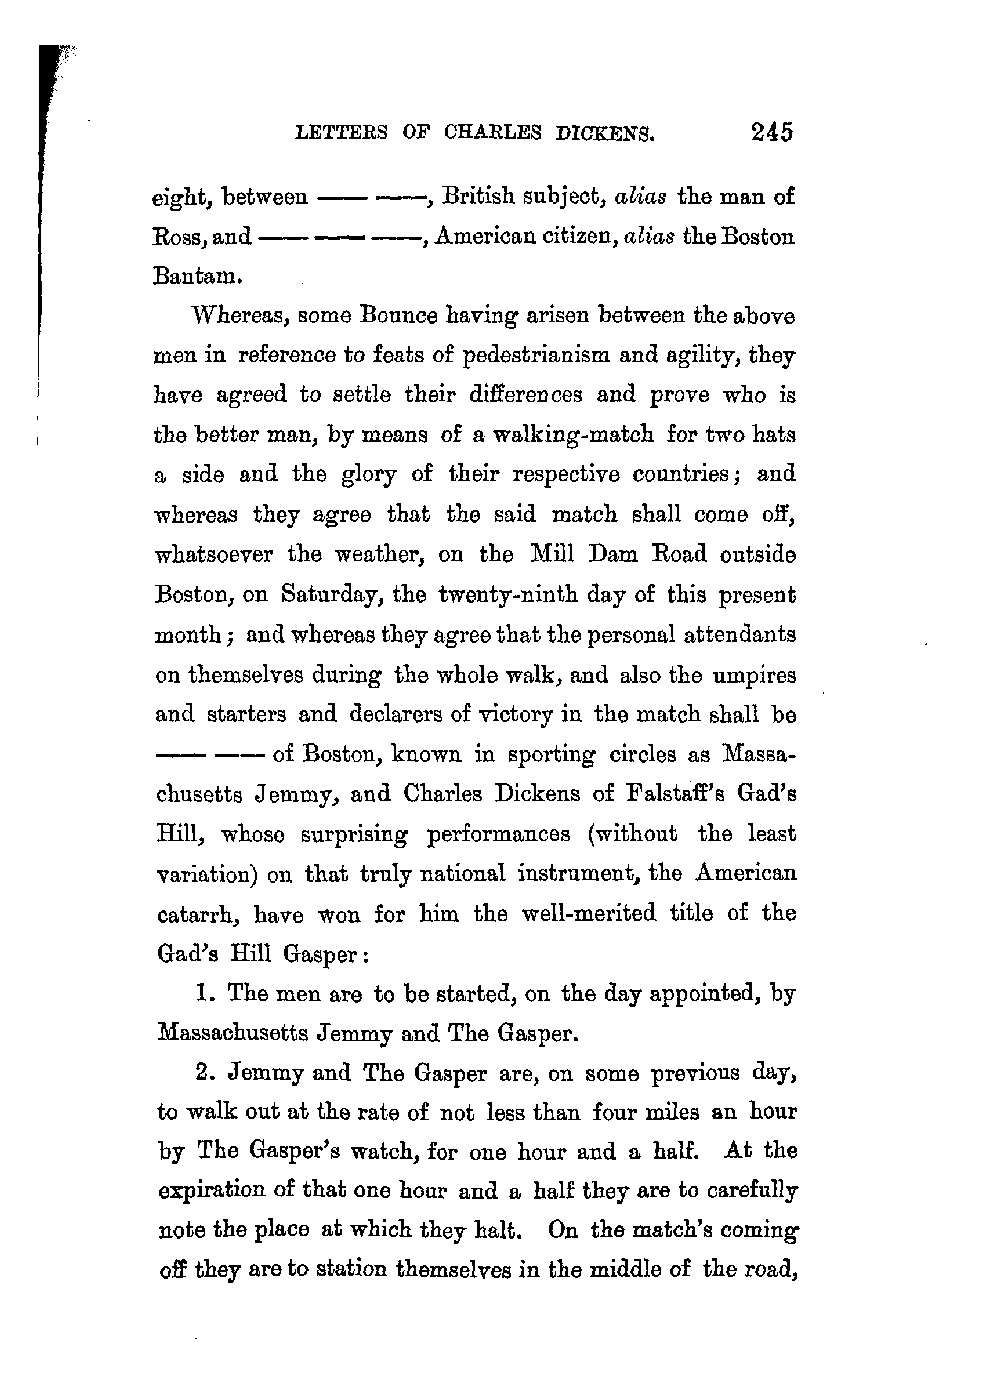 LETTERS OF CHARLES DICKENS. 245
eight, between —— ——, British subject, alias the man of
Ross, and —— —— ——, American citizen, alias the Boston
Bantam.
Whereas, some Bounce having arisen between the above
men in reference to feats of pedestrianism and agility, they
have agreed to settle their differences and prove who is
the better man, by means of a walking-match for two hats
a side and the glory of their respective countries; and
whereas they agree that the said match shall come off,
whatsoever the weather, on the Mill Dam Road outside
Boston, on Saturday, the twenty-ninth day of this present
month; and whereas they agree that the personal attendants
on themselves during the whole walk, and also the umpires
and starters and declarers of victory in the match shall be
—— —— of Boston, known in sporting circles as Massa-
chusetts Jemmy, and Charles Dickens of Falstaff's Gad's
Hill, whose surprising performances (without the least
variation) on that truly national instrument, the American
catarrh, have won for him the well-merited title of the
Gad's Hill Gasper:
1. The men are to be started, on the day appointed, by
Massachusetts Jemmy and The Gasper.
2. Jemmy and The Gasper are, on some previous day,
to walk out at the rate of not less than four miles an hour
by The Gasper's watch, for one hour and a half. At the
expiration of that one hour and a half they are to carefully
note the place at which they halt. On the match's coming
off they are to station themselves in the middle of the road,